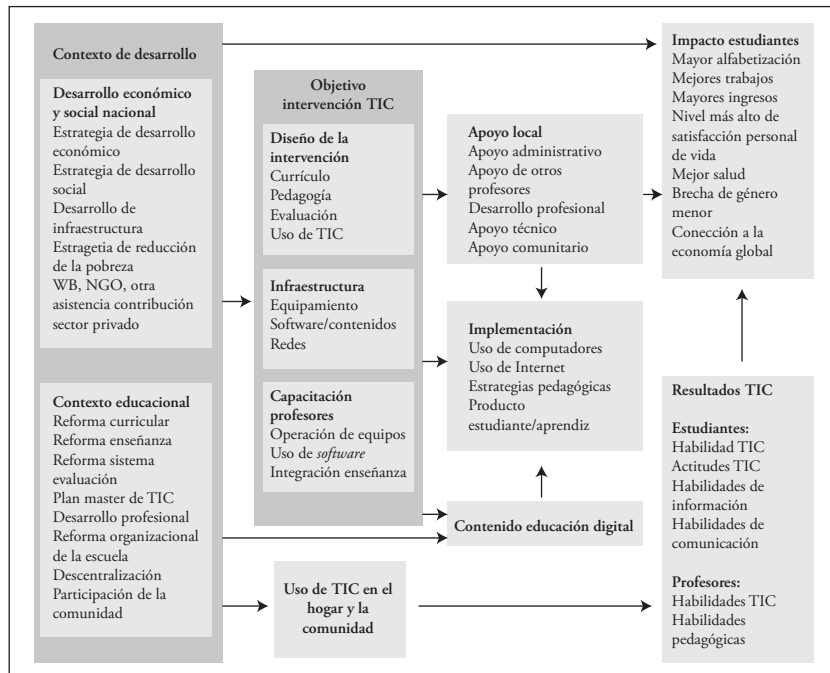 Contexto de desarrollo
Desarrollo económico
y social nacional
Estrategia de desarrollo
económico
Estrategia de desarrollo
social
Desarrollo de
infraestructura
Estragetia de reducción
de la pobreza
WB, NGO, otra
asistencia contribución
sector privado
Contexto educacional
Reforma curricular
Reforma enseñanza
Reforma sistema
evaluación
Plan master de TIC
Desarrollo profesional
Reforma organizacional
de la escuela
Descentralización
Participación de la
comunidad
Objetivo
intervención TIC
Diseño de la
intervención
Currículo
Pedagogía
Evaluación
Uso de TIC
Infraestructura
Equipamiento
Software/contenidos
Redes
Capacitación
profesores
Operación de equipos
Uso de software
Integración enseñanza
Uso de TIC en el
hogar y la
comunidad
Apoyo local
Apoyo administrativo
Apoyo de otros
profesores
Desarrollo profesional
Apoyo técnico
Apoyo comunitario
Implementación
Uso de computadores
Uso de Internet
Estrategias pedagógicas
Producto
estudiante/aprendiz
Contenido educación digital
Impacto estudiantes
Mayor alfabetización
Mejores trabajos
Mayores ingresos
Nivel más alto de
satisfacción personal
de vida
Mejor salud
Brecha de género
menor
Conección a la
economía global
Resultados TIC
Estudiantes:
Habilidad TIC
Actitudes TIC
Habilidades de
información
Habilidades de
comunicación
Profesores:
Habilidades TIC
Habilidades
pedagógicas